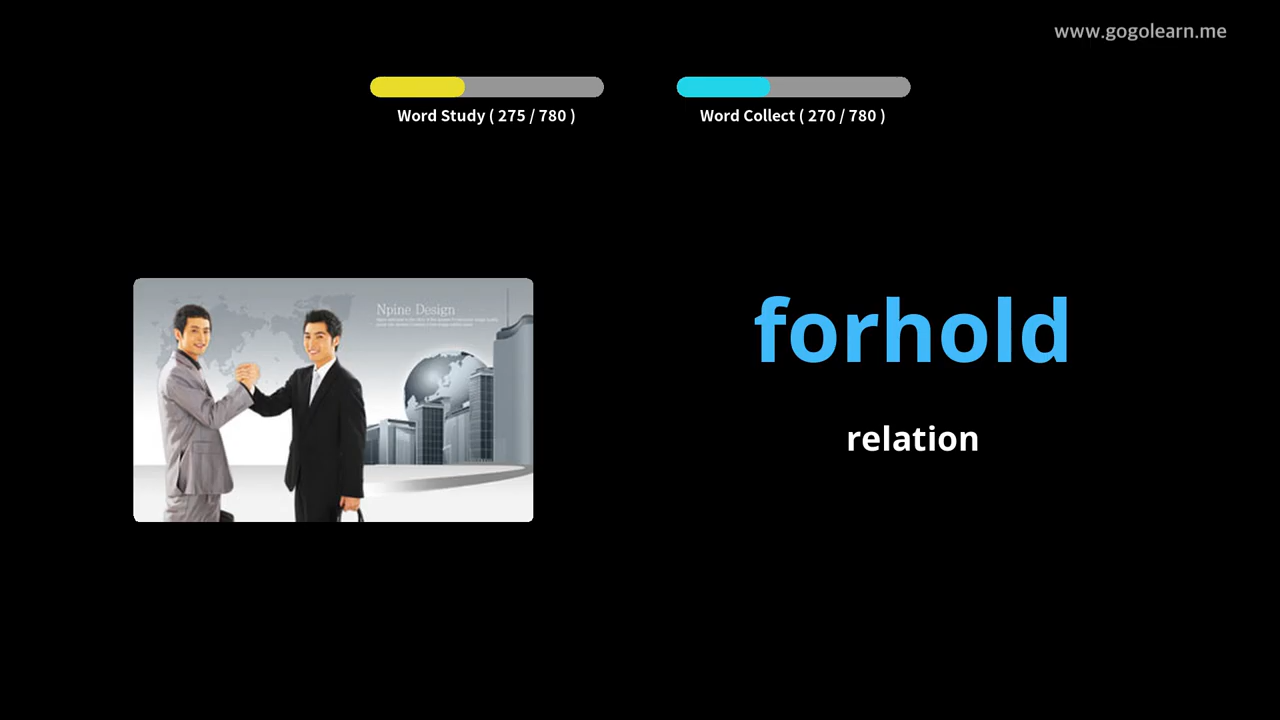 www.gogolearn.me
Word Study ( 275 / 780 )
Word Collect ( 270 / 780 )
Npine Design
forhold
relation